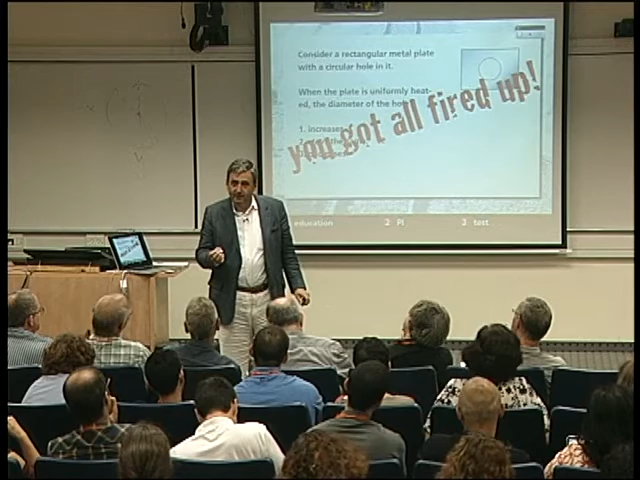 Consider a rectangular metal plate
with a circular hole in it.
When the plate is uniformly heat-
ed, the diameter of the hole
1. increases
you got all fired up!
education 2 PI 3 test